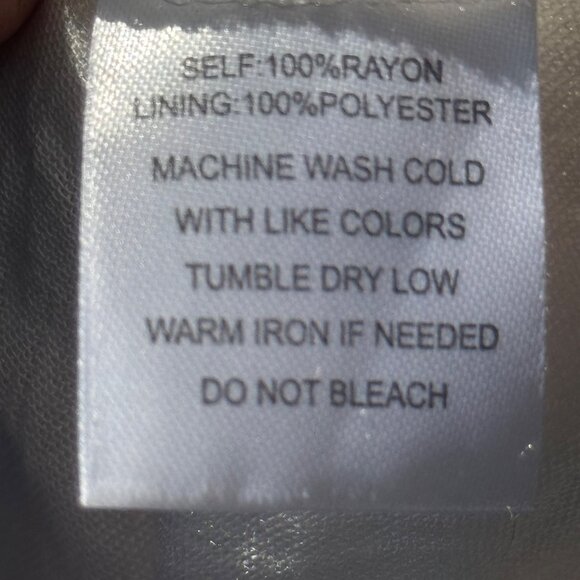 SELF:100%RAYON
LINING:100%POLYESTER
MACHINE WASH COLD
WITH LIKE COLORS
TUMBLE DRY LOW
WARM IRON IF NEEDED
DO NOT BLEACH